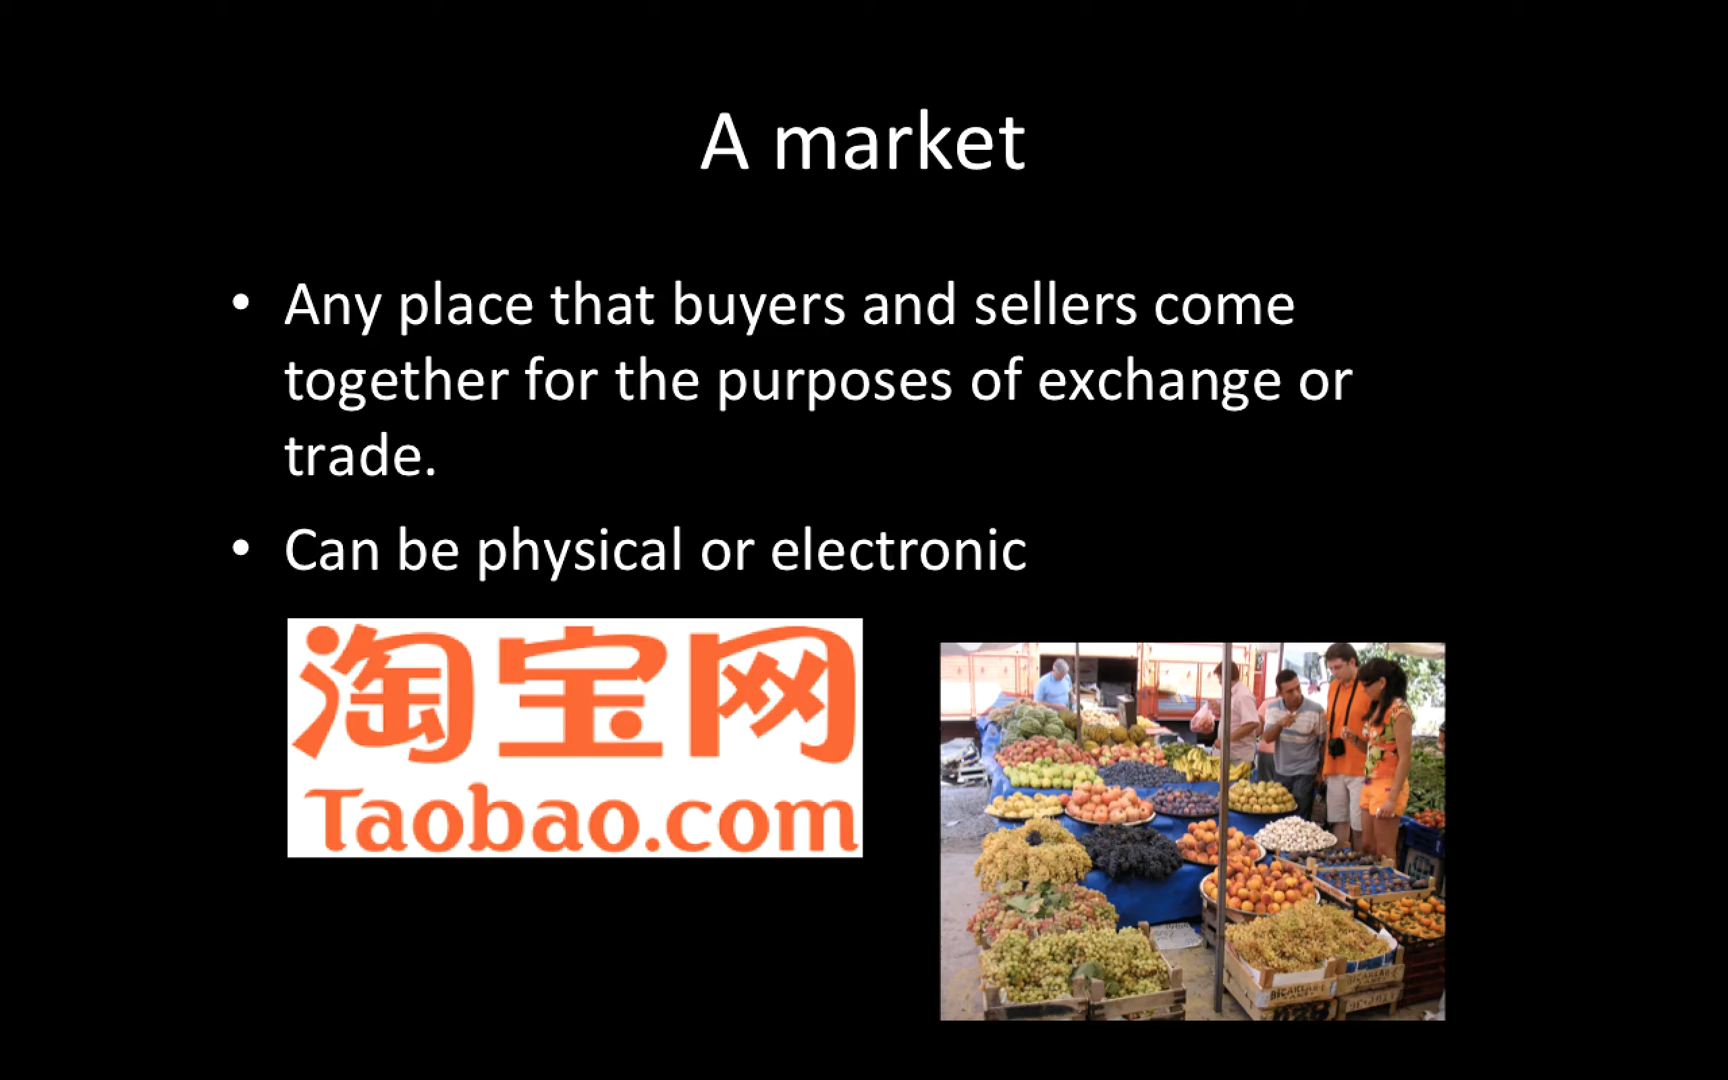 A market
• Any place that buyers and sellers come
together for the purposes of exchange or
trade.
• Can be physical or electronic
淘宝网
Taobao.com